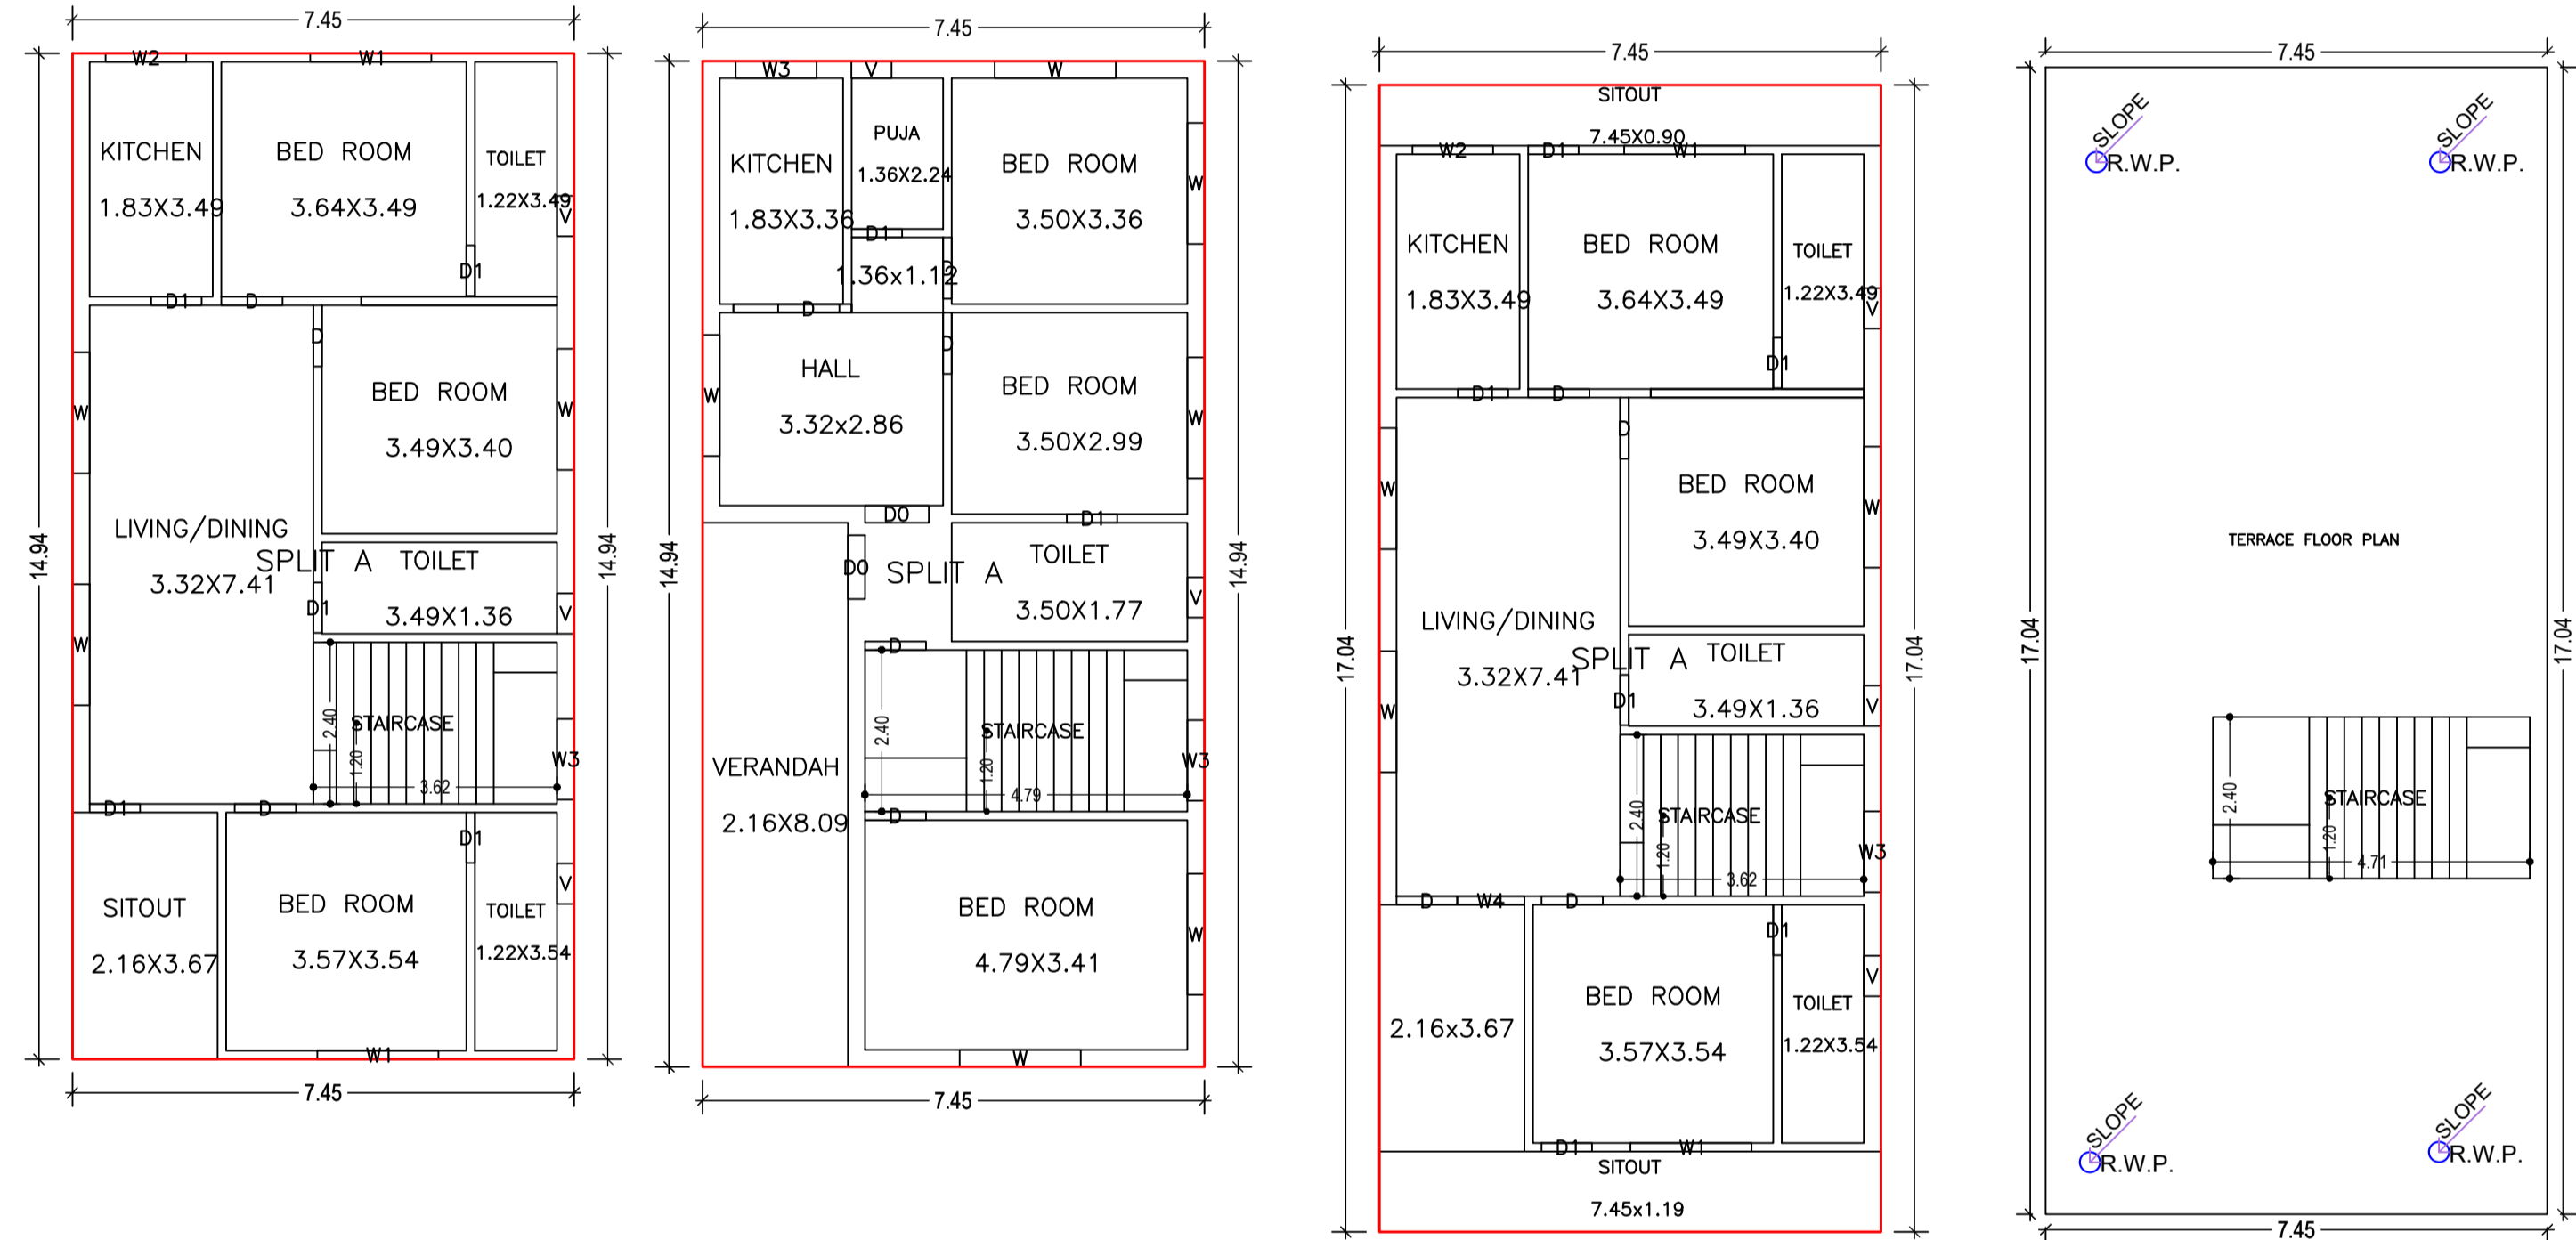 7.45
14.94
14.94
W2
W1
KITCHEN
1.83X3.49
BED ROOM
3.64X3.49
TOILET
1.22X3.49
V
D1
D1
D
D
W
W
BED ROOM
3.49X3.40
LIVING/DINING
3.32X7.41
SPLIT A
TOILET
3.49X1.36
D1
V
W
2.40
STAIRCASE
1.20
3.62
W3
D1
D
D1
SITOUT
2.16X3.67
BED ROOM
3.57X3.54
V
TOILET
1.22X3.54
W1
7.45
7.45
14.94
14.94
W3
V
W
KITCHEN
1.83X3.36
PUJA
1.36X2.24
BED ROOM
3.50X3.36
W
D1
1.36x1.12
D
D
D
HALL
3.32x2.86
W
BED ROOM
3.50X2.99
W
D0
D1
D0
SPLIT A
TOILET
3.50X1.77
V
D
2.40
STAIRCASE
1.20
4.79
W3
VERANDAH
2.16X8.09
D
BED ROOM
4.79X3.41
W
W
7.45
7.45
17.04
17.04
SITOUT
7.45X0.90
W2
D1
W1
KITCHEN
1.83X3.49
BED ROOM
3.64X3.49
TOILET
1.22X3.49
V
D1
D1
D
D
W
W
BED ROOM
3.49X3.40
LIVING/DINING
3.32X7.41
SPLIT A
TOILET
3.49X1.36
D1
V
W
2.40
STAIRCASE
1.20
3.62
W3
D
W4
D
D1
2.16x3.67
BED ROOM
3.57X3.54
V
TOILET
1.22X3.54
D1
W1
SITOUT
7.45x1.19
7.45
17.04
17.04
SLOPE
R.W.P.
SLOPE
R.W.P.
TERRACE FLOOR PLAN
2.40
STAIRCASE
1.20
4.71
SLOPE
R.W.P.
SLOPE
R.W.P.
7.45